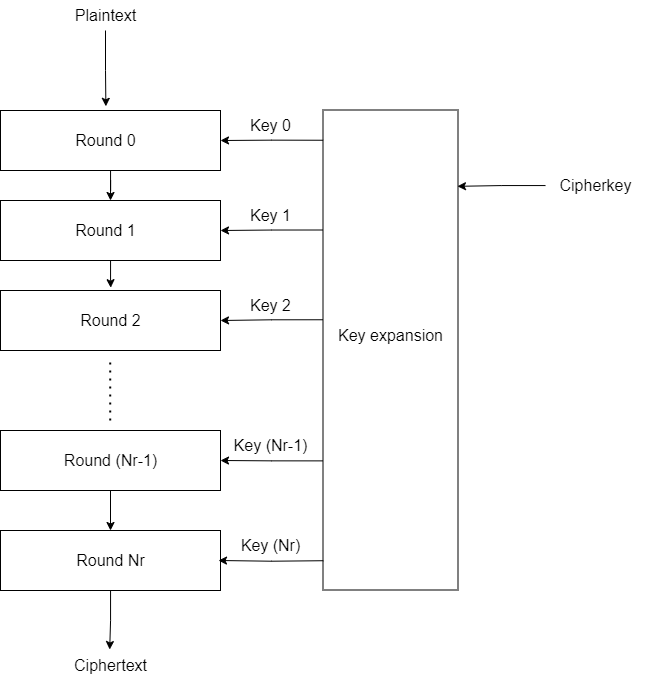 Plaintext
Key 0
Round 0
Cipherkey
Key 1
Round 1
Key 2
Round 2
Key expansion
Key (Nr-1)
Round (Nr-1)
Key (Nr)
Round Nr
Ciphertext